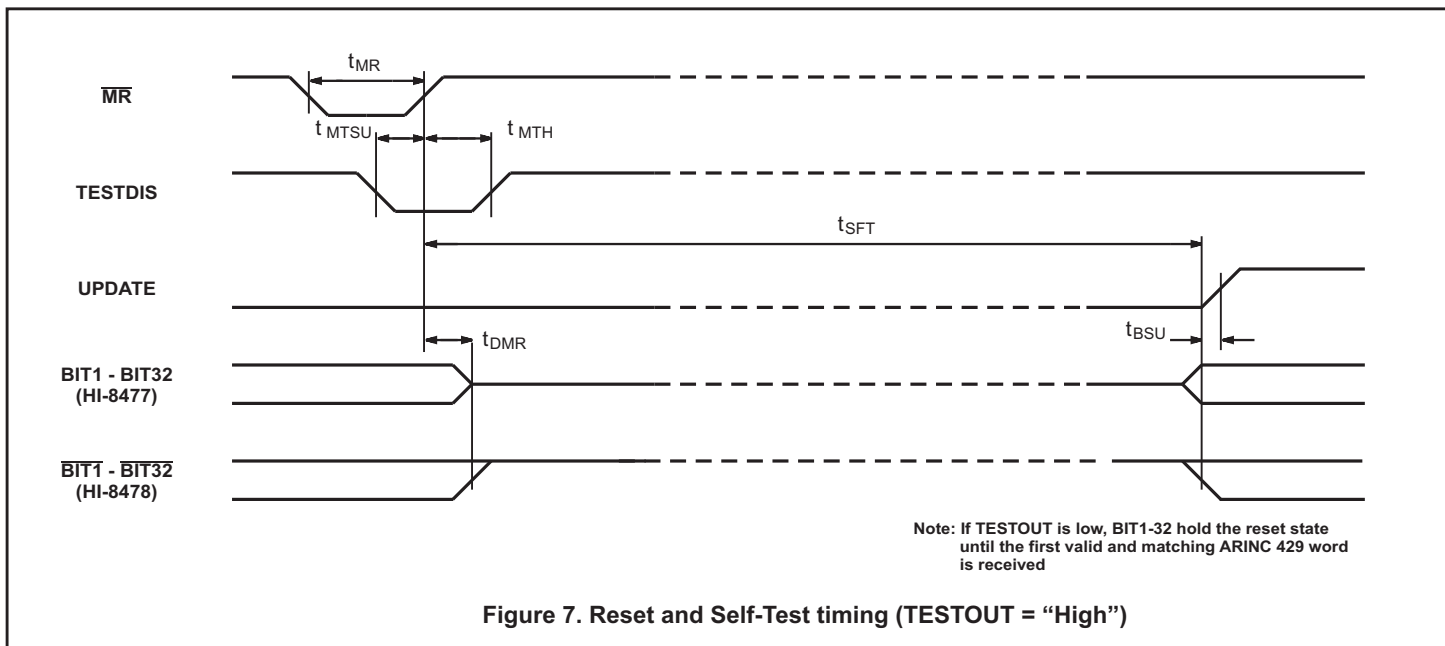 tMR
MR
t MTSU
t MTH
TESTDIS
tSFT
UPDATE
tDMR
tBSU
BIT1 - BIT32
(HI-8477)
BIT1 - BIT32
(HI-8478)
Note: If TESTOUT is low, BIT1-32 hold the reset state
until the first valid and matching ARINC 429 word
is received
Figure 7. Reset and Self-Test timing (TESTOUT = “High”)